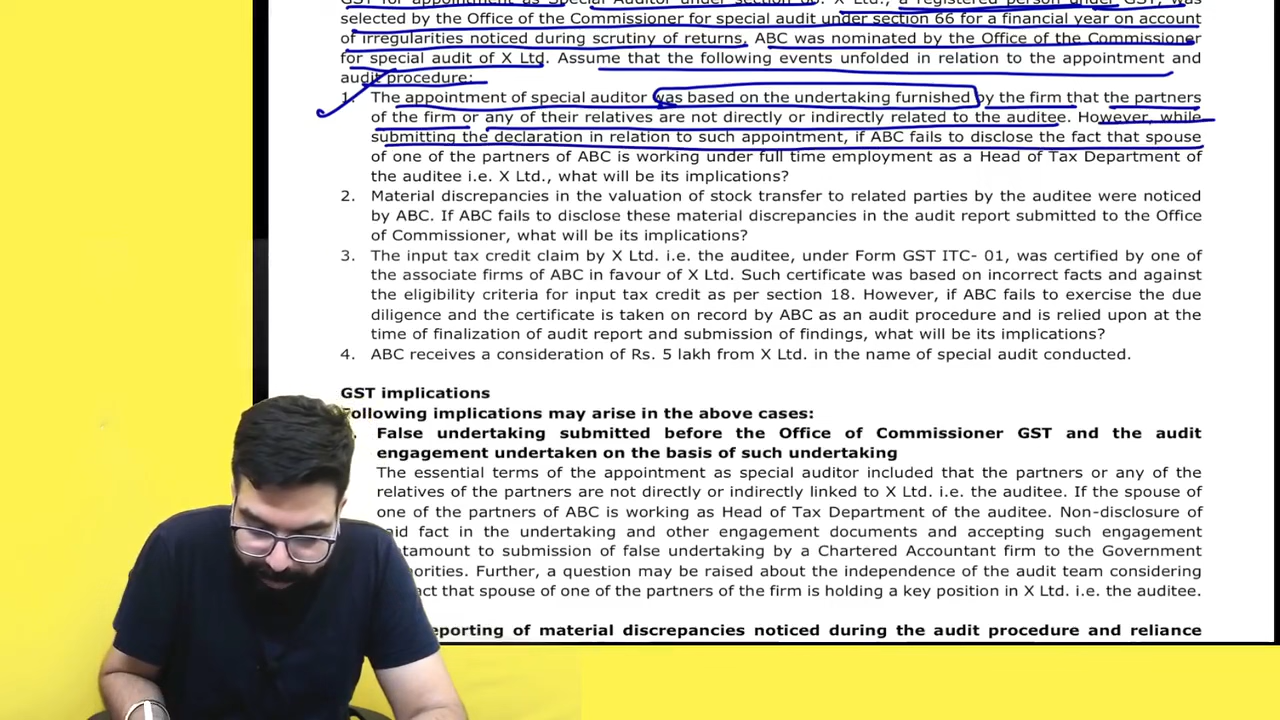 GST for appointment as Special Auditor under section 66. X Ltd., a registered person under GST, was
selected by the Office of the Commissioner for special audit under section 66 for a financial year on account
of irregularities noticed during scrutiny of returns. ABC was nominated by the Office of the Commissioner
for special audit of X Ltd. Assume that the following events unfolded in relation to the appointment and
audit procedure:
1. The appointment of special auditor was based on the undertaking furnished by the firm that the partners
of the firm or any of their relatives are not directly or indirectly related to the auditee. However, while
submitting the declaration in relation to such appointment, if ABC fails to disclose the fact that spouse
of one of the partners of ABC is working under full time employment as a Head of Tax Department of
the auditee i.e. X Ltd., what will be its implications?
2. Material discrepancies in the valuation of stock transfer to related parties by the auditee were noticed
by ABC. If ABC fails to disclose these material discrepancies in the audit report submitted to the Office
of Commissioner, what will be its implications?
3. The input tax credit claim by X Ltd. i.e. the auditee, under Form GST ITC- 01, was certified by one of
the associate firms of ABC in favour of X Ltd. Such certificate was based on incorrect facts and against
the eligibility criteria for input tax credit as per section 18. However, if ABC fails to exercise the due
diligence and the certificate is taken on record by ABC as an audit procedure and is relied upon at the
time of finalization of audit report and submission of findings, what will be its implications?
4. ABC receives a consideration of Rs. 5 lakh from X Ltd. in the name of special audit conducted.
GST implications
Following implications may arise in the above cases:
False undertaking submitted before the Office of Commissioner GST and the audit
engagement undertaken on the basis of such undertaking
The essential terms of the appointment as special auditor included that the partners or any of the
relatives of the partners are not directly or indirectly linked to X Ltd. i.e. the auditee. If the spouse of
one of the partners of ABC is working as Head of Tax Department of the auditee. Non-disclosure of
fact in the undertaking and other engagement documents and accepting such engagement
to submission of false undertaking by a Chartered Accountant firm to the Government
Further, a question may be raised about the independence of the audit team considering
that spouse of one of the partners of the firm is holding a key position in X Ltd. i.e. the auditee.
of material discrepancies noticed during the audit procedure and reliance